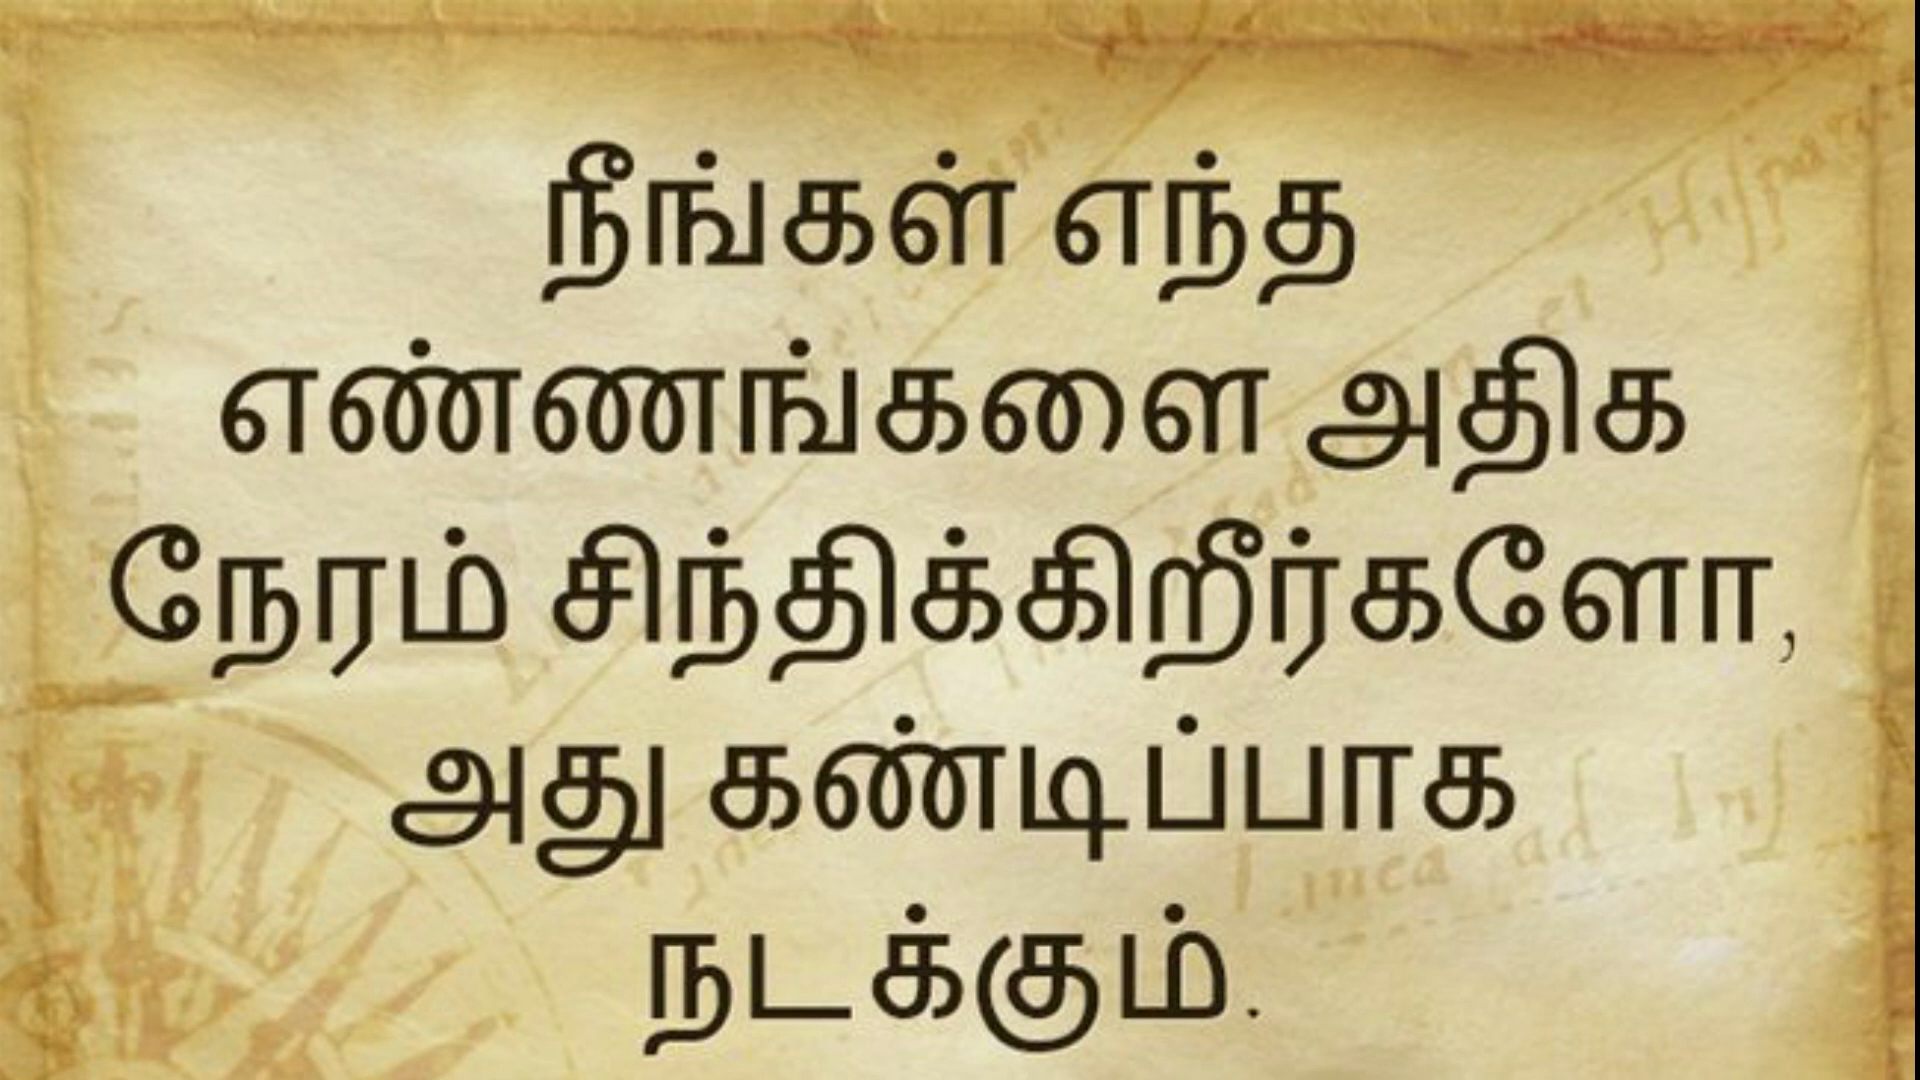 நீங்கள் எந்த
எண்ணங்களை அதிக
நேரம் சிந்திக்கிறீர்களோ,
அது கண்டிப்பாக
நடக்கும்.